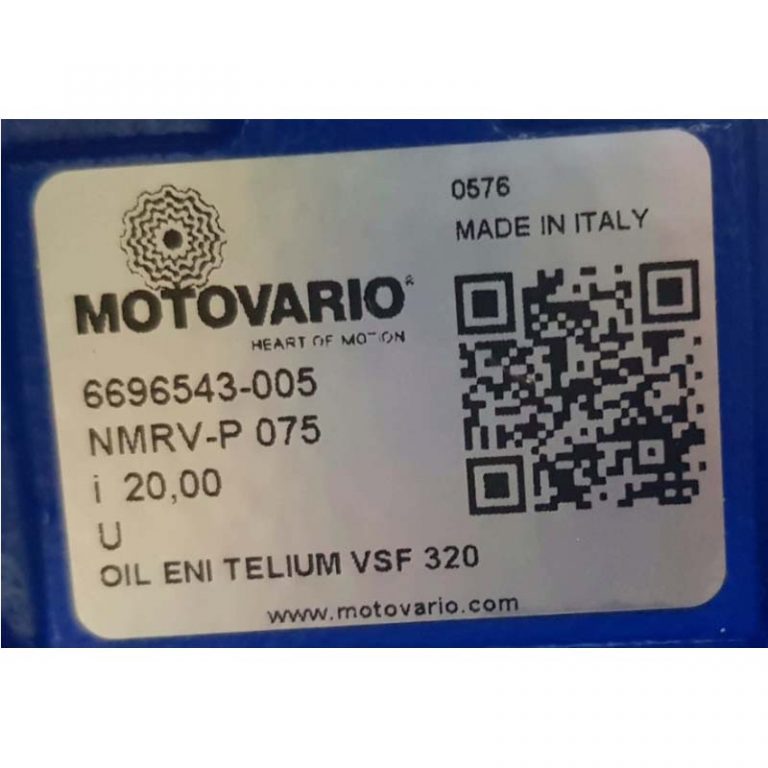 0576
MADE IN ITALY
MOTOVARIO®
HEART OF MOTION
6696543-005
NMRV-P 075
i 20,00
U
OIL ENI TELIUM VSF 320
www.motovario.com